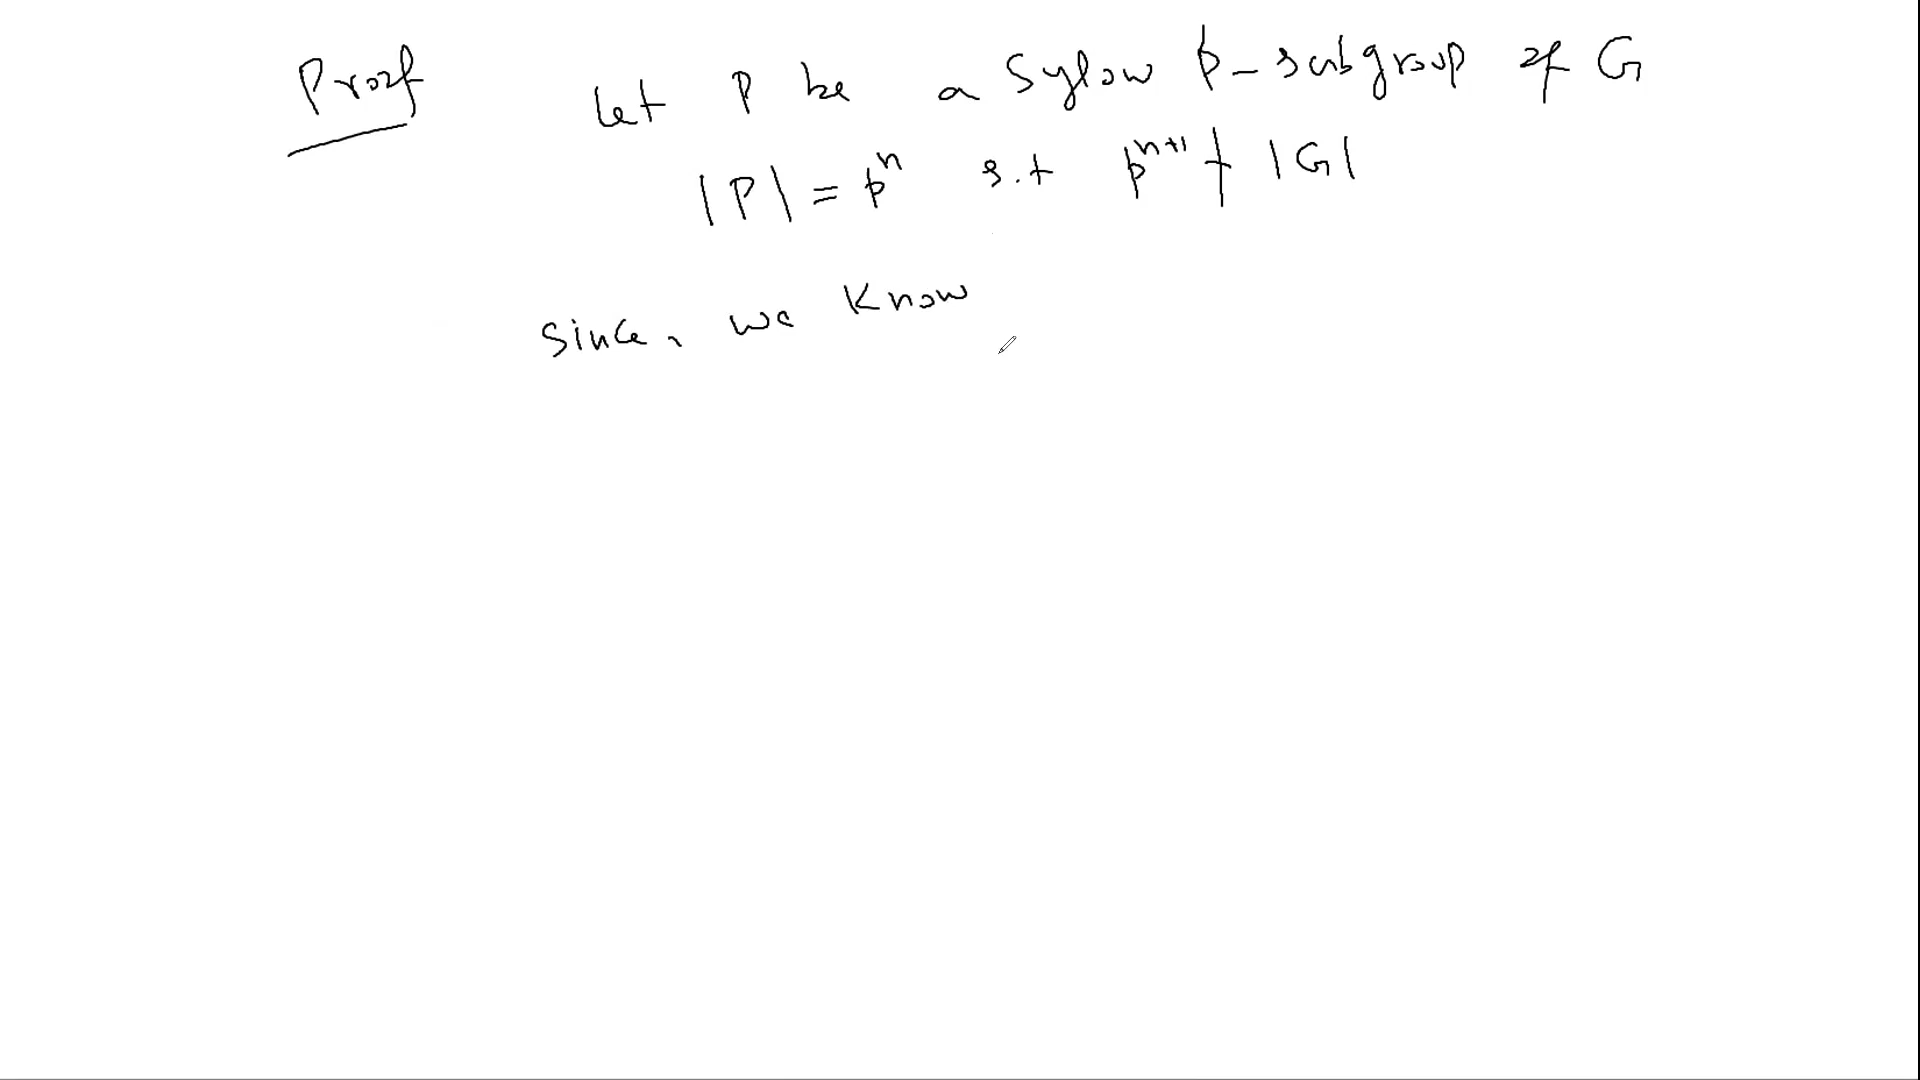 Proof Let P be a Sylow p-subgroup of G
|P| = p^{n} s.t p^{n+1} ∤ |G|
Since, we know